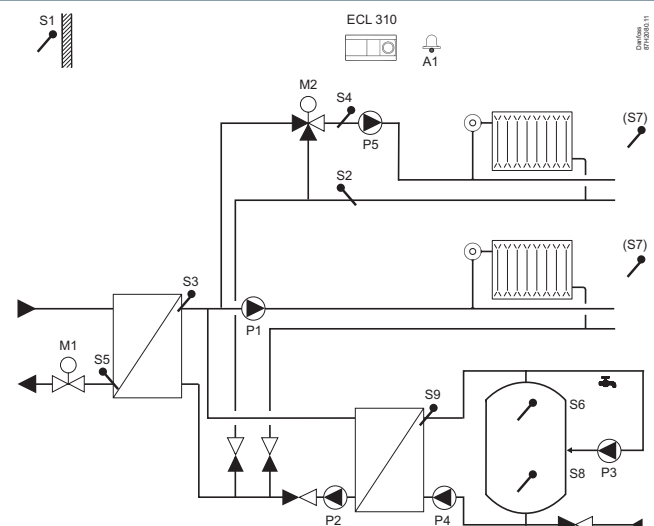 S1
ECL 310
A1
Danfoss
87H2080.11
M2
S4
P5
(S7)
S2
(S7)
S3
P1
M1
S5
S9
S6
S8
P3
P2
P4